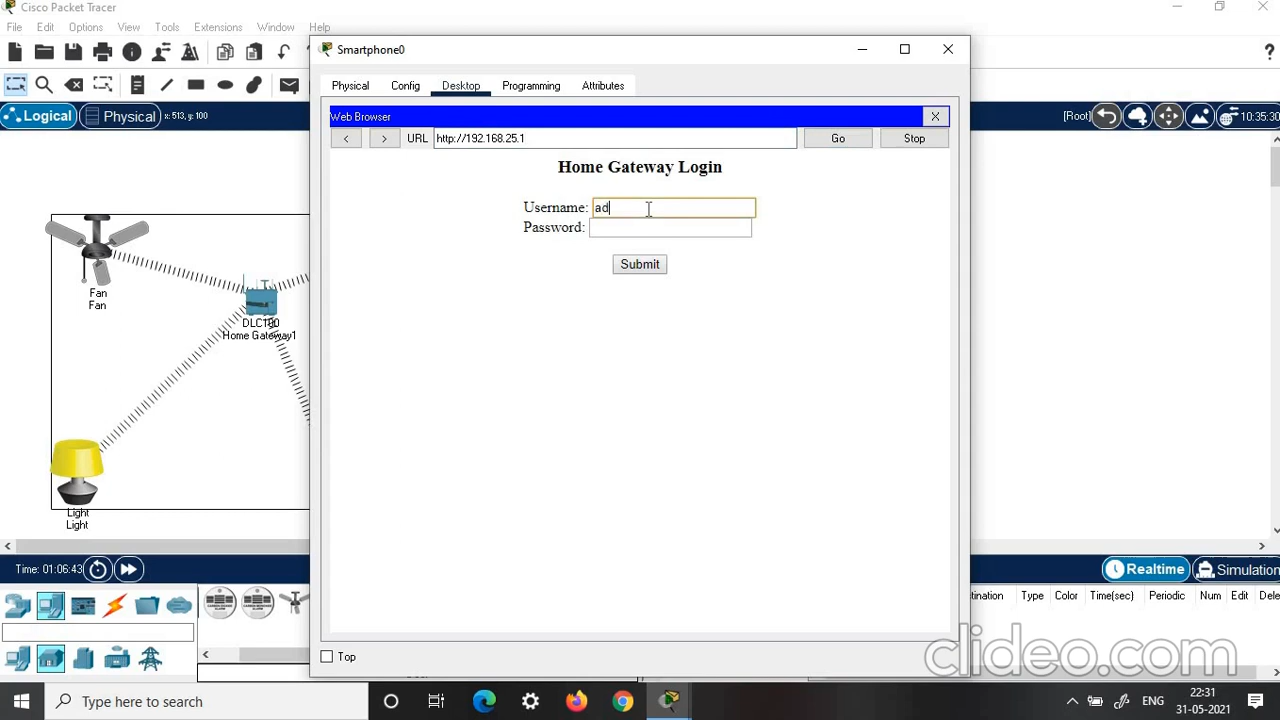 Cisco Packet Tracer
File Edit Options View Tools Extensions Window Help
Logical Physical x: 513, y: 100
[Root] 10:35:30
Smartphone0
Physical Config Desktop Programming Attributes
Web Browser X
< > URL http://192.168.25.1 Go Stop
Home Gateway Login
Username: ad
Password:
Submit
Fan
Fan
DLC100
Home Gateway1
Light
Light
Time: 01:06:43
Realtime Simulation
tination Type Color Time(sec) Periodic Num Edit Dele
Top
clideo.com
Type here to search
ENG
22:31
31-05-2021